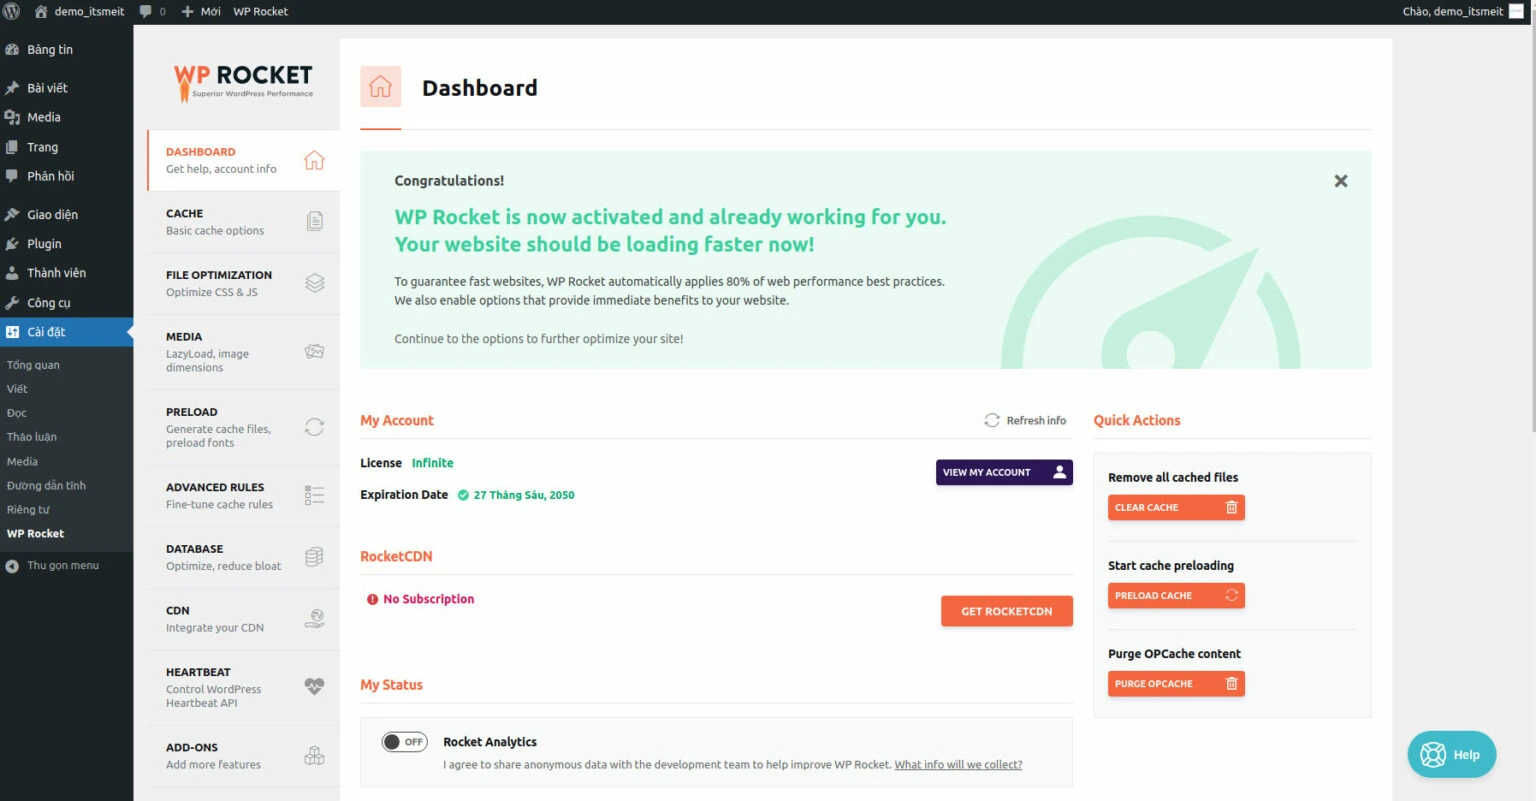 demo_itsmeit
0
Mới
WP Rocket
Chào, demo_itsmeit
Bảng tin
Bài viết
Media
Trang
Phản hồi
Giao diện
Plugin
Thành viên
Công cụ
Cài đặt
Tổng quan
Viết
Đọc
Thảo luận
Media
Đường dẫn tĩnh
Riêng tư
WP Rocket
Thu gọn menu
WP ROCKET
Superior WordPress Performance
DASHBOARD
Get help, account info
CACHE
Basic cache options
FILE OPTIMIZATION
Optimize CSS & JS
MEDIA
LazyLoad, image
dimensions
PRELOAD
Generate cache files,
preload fonts
ADVANCED RULES
Fine-tune cache rules
DATABASE
Optimize, reduce bloat
CDN
Integrate your CDN
HEARTBEAT
Control WordPress
Heartbeat API
ADD-ONS
Add more features
Dashboard
Congratulations!
WP Rocket is now activated and already working for you.
Your website should be loading faster now!
To guarantee fast websites, WP Rocket automatically applies 80% of web performance best practices.
We also enable options that provide immediate benefits to your website.
Continue to the options to further optimize your site!
My Account
Refresh info
License Infinite
VIEW MY ACCOUNT
Expiration Date 27 Tháng Sáu, 2050
RocketCDN
No Subscription
GET ROCKETCDN
My Status
OFF
Rocket Analytics
I agree to share anonymous data with the development team to help improve WP Rocket. What info will we collect?
Quick Actions
Remove all cached files
CLEAR CACHE
Start cache preloading
PRELOAD CACHE
Purge OPCache content
PURGE OPCACHE
Help